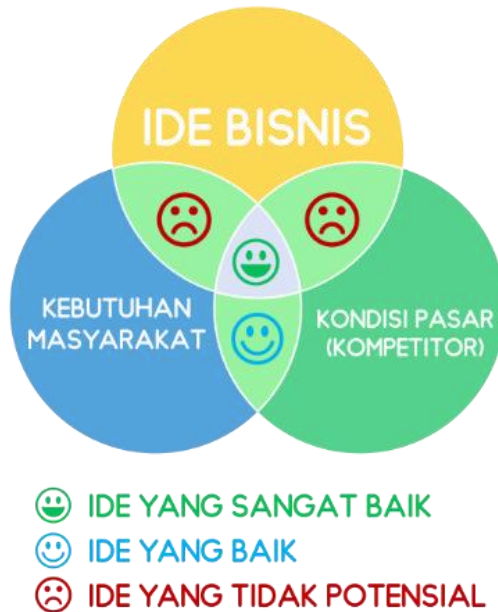 IDE BISNIS
KEBUTUHAN
MASYARAKAT
KONDISI PASAR
(KOMPETITOR)
IDE YANG SANGAT BAIK
IDE YANG BAIK
IDE YANG TIDAK POTENSIAL